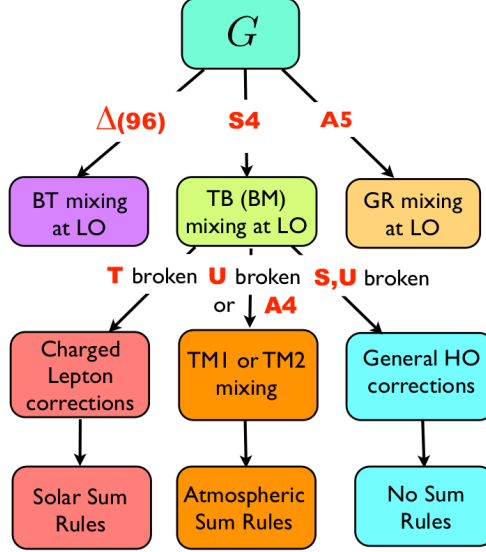 G
Δ(96) S4 A5
BT mixing
at LO
TB (BM)
mixing at LO
GR mixing
at LO
T broken U broken S,U broken
or A4
Charged
Lepton
corrections
TM1 or TM2
mixing
General HO
corrections
Solar Sum
Rules
Atmospheric
Sum Rules
No Sum
Rules